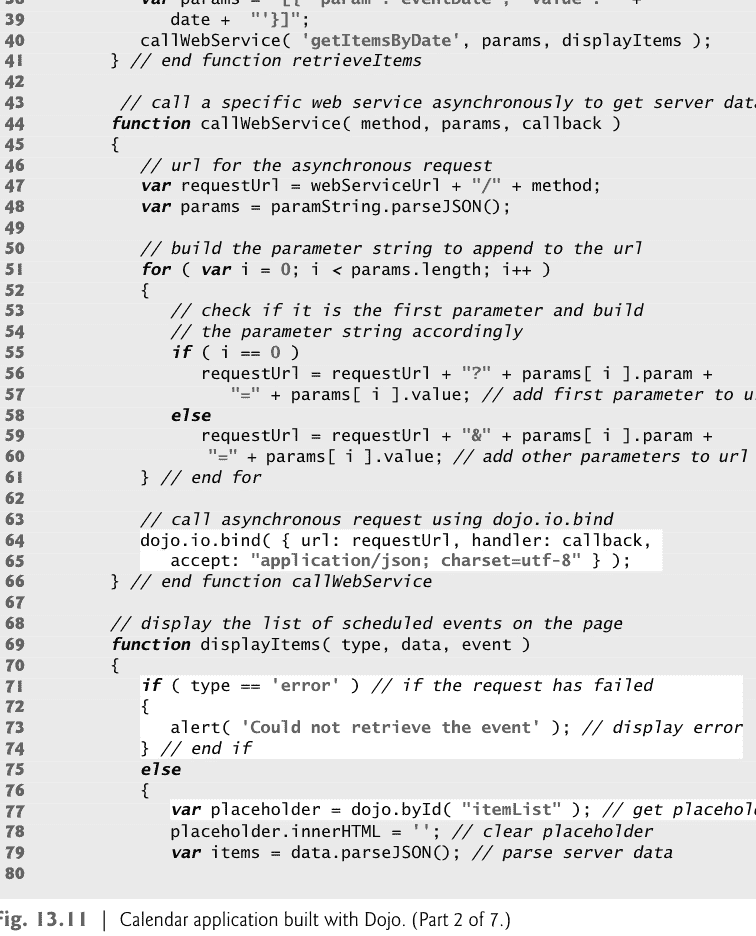 38 var params = "[{ 'param': 'eventDate', 'value': '" +
39 date + "'}]";
40 callWebService( 'getItemsByDate', params, displayItems );
41 } // end function retrieveItems
42
43 // call a specific web service asynchronously to get server data
44 function callWebService( method, params, callback )
45 {
46 // url for the asynchronous request
47 var requestUrl = webServiceUrl + "/" + method;
48 var params = paramString.parseJSON();
49
50 // build the parameter string to append to the url
51 for ( var i = 0; i < params.length; i++ )
52 {
53 // check if it is the first parameter and build
54 // the parameter string accordingly
55 if ( i == 0 )
56 requestUrl = requestUrl + "?" + params[ i ].param +
57 "=" + params[ i ].value; // add first parameter to u
58 else
59 requestUrl = requestUrl + "&" + params[ i ].param +
60 "=" + params[ i ].value; // add other parameters to url
61 } // end for
62
63 // call asynchronous request using dojo.io.bind
64 dojo.io.bind( { url: requestUrl, handler: callback,
65 accept: "application/json; charset=utf-8" } );
66 } // end function callWebService
67
68 // display the list of scheduled events on the page
69 function displayItems( type, data, event )
70 {
71 if ( type == 'error' ) // if the request has failed
72 {
73 alert( 'Could not retrieve the event' ); // display error
74 } // end if
75 else
76 {
77 var placeholder = dojo.byId( "itemList" ); // get placehol
78 placeholder.innerHTML = ''; // clear placeholder
79 var items = data.parseJSON(); // parse server data
80
Fig. 13.11 | Calendar application built with Dojo. (Part 2 of 7.)